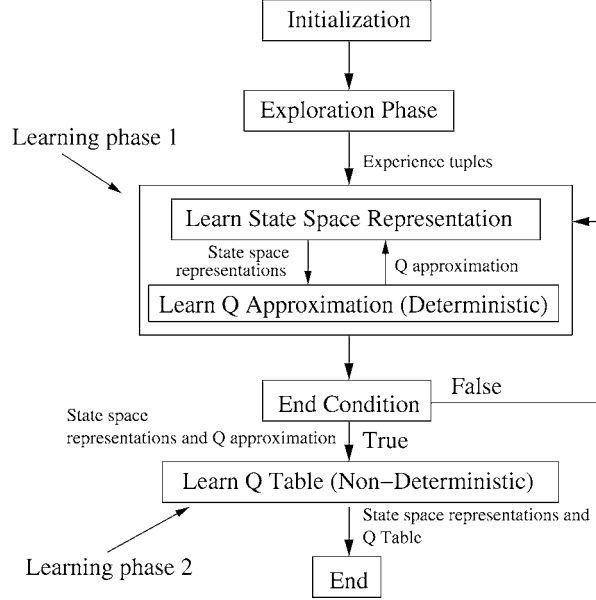 Initialization
Exploration Phase
Learning phase 1
Experience tuples
Learn State Space Representation
State space
representations
Q approximation
Learn Q Approximation (Deterministic)
End Condition
False
State space
representations and Q approximation
True
Learn Q Table (Non−Deterministic)
State space representations and
Q Table
Learning phase 2
End